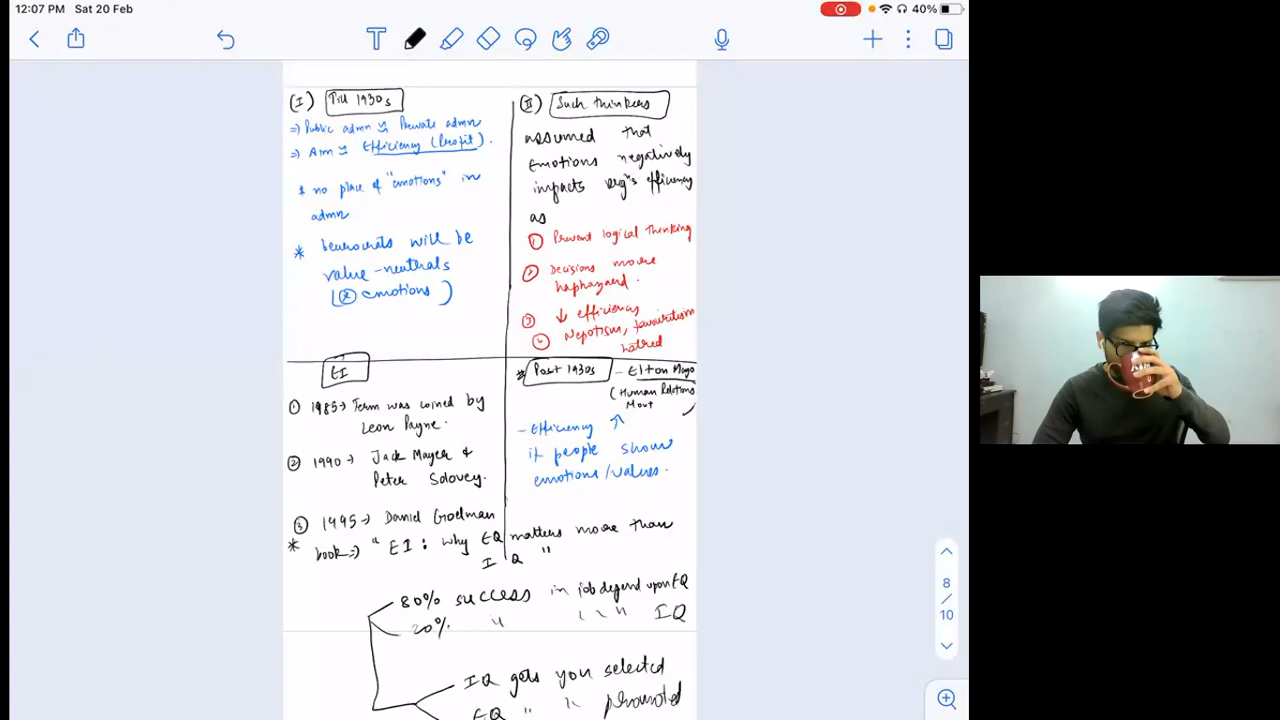 12:07 PM Sat 20 Feb
40%
(I) Till 1930s
⇒) Public admn ≃ Private admn
⇒) Aim ≃ Efficiency (Profit).
* no place of "emotions" in
admn
* beurocrats will be
value-neutrals
(ⓧ emotions)
(II) Such thinkers
assumed that
Emotions negatively
impacts orgn's efficiency
as
① Prevent logical thinking
② Decisions more
haphazard.
③ ↓ efficiency
④ Nepotism, favouritism
hatred
EI
① 1985→ Term was coined by
Leon Payne.
② 1990→ Jack Mayer &
Peter Solovey.
③ 1995→ Daniel Goelman
* book⇒) "EI: why EQ matters more than
IQ"
* Post 1930s - Elton Mayo
(Human Relations
Movt
- Efficiency ↑
if people show
emotions/values.
80% success in job depend upon EQ
20% " " " " IQ
IQ gets you selected
EQ " " promoted
8
/
10